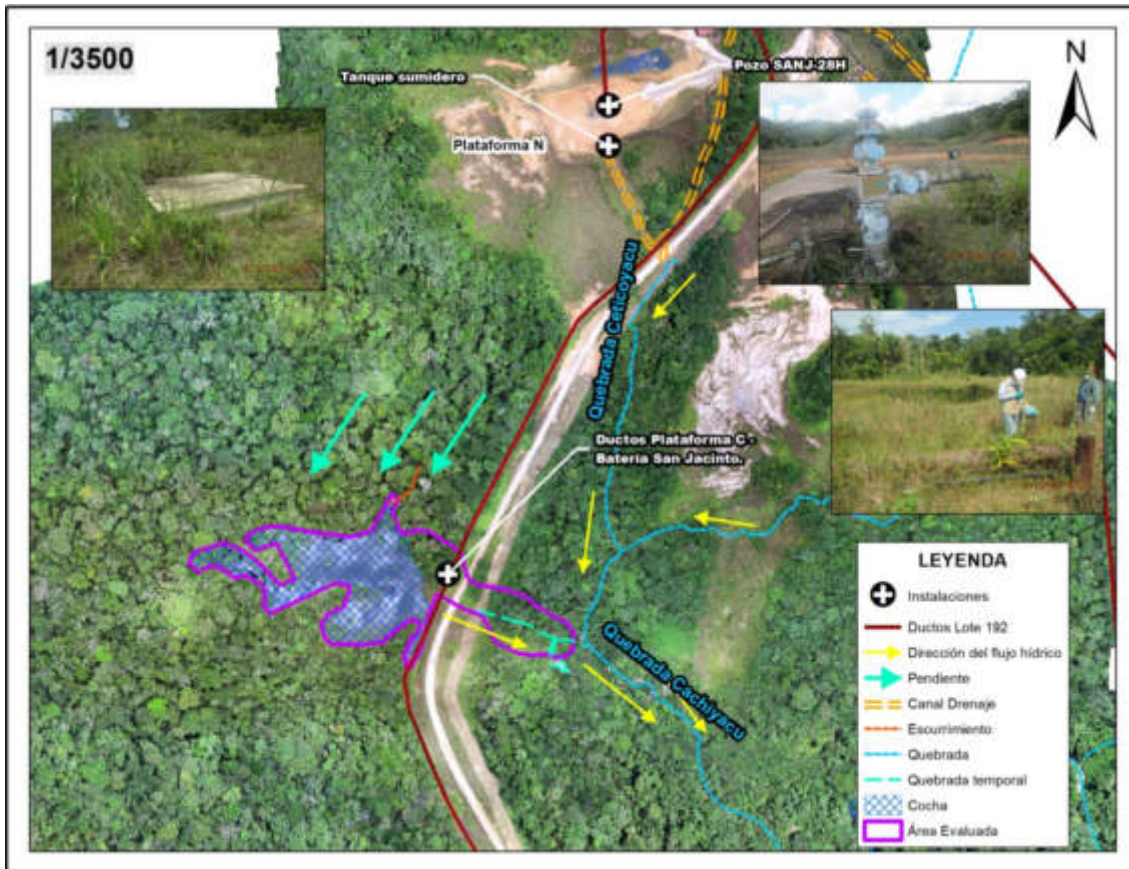 1/3500
N
Tanque sumidero
Pozo SANJ-28H
Plataforma N
Quebrada Ceticoyacu
Ductos Plataforma C -
Bateria San Jacinto.
Quebrada Cachiyacu
LEYENDA
Instalaciones
Ductos Lote 192
Dirección del flujo hídrico
Pendiente
Canal Drenaje
Escurrimiento
Quebrada
Quebrada temporal
Cocha
Área Evaluada